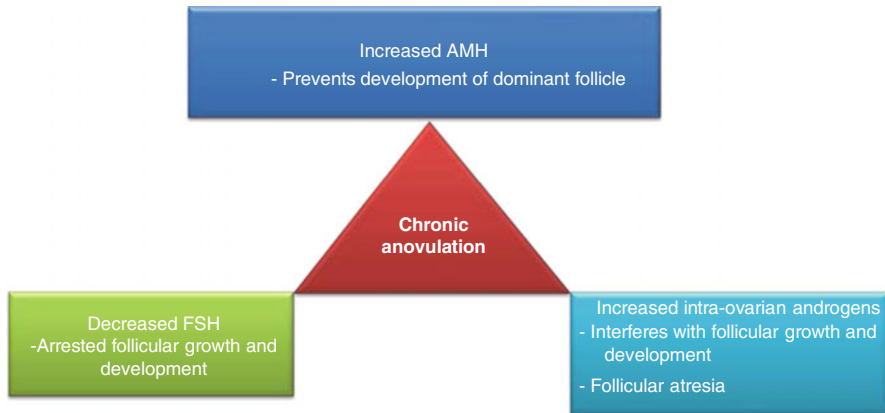 Increased AMH
- Prevents development of dominant follicle
Chronic
anovulation
Decreased FSH
-Arrested follicular growth and
development
Increased intra-ovarian androgens
- Interferes with follicular growth and
development
- Follicular atresia